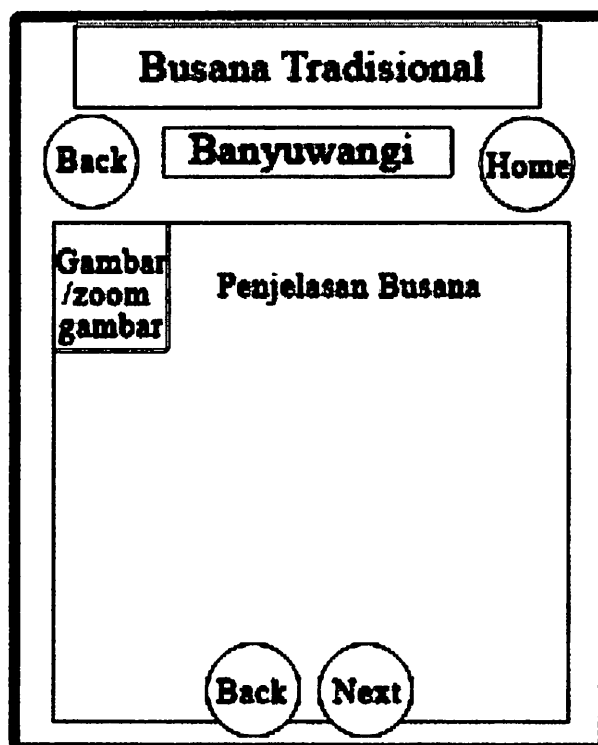 Busana Tradisional
Back
Banyuwangi
Home
Gambar
/zoom
gambar
Penjelasan Busana
Back
Next